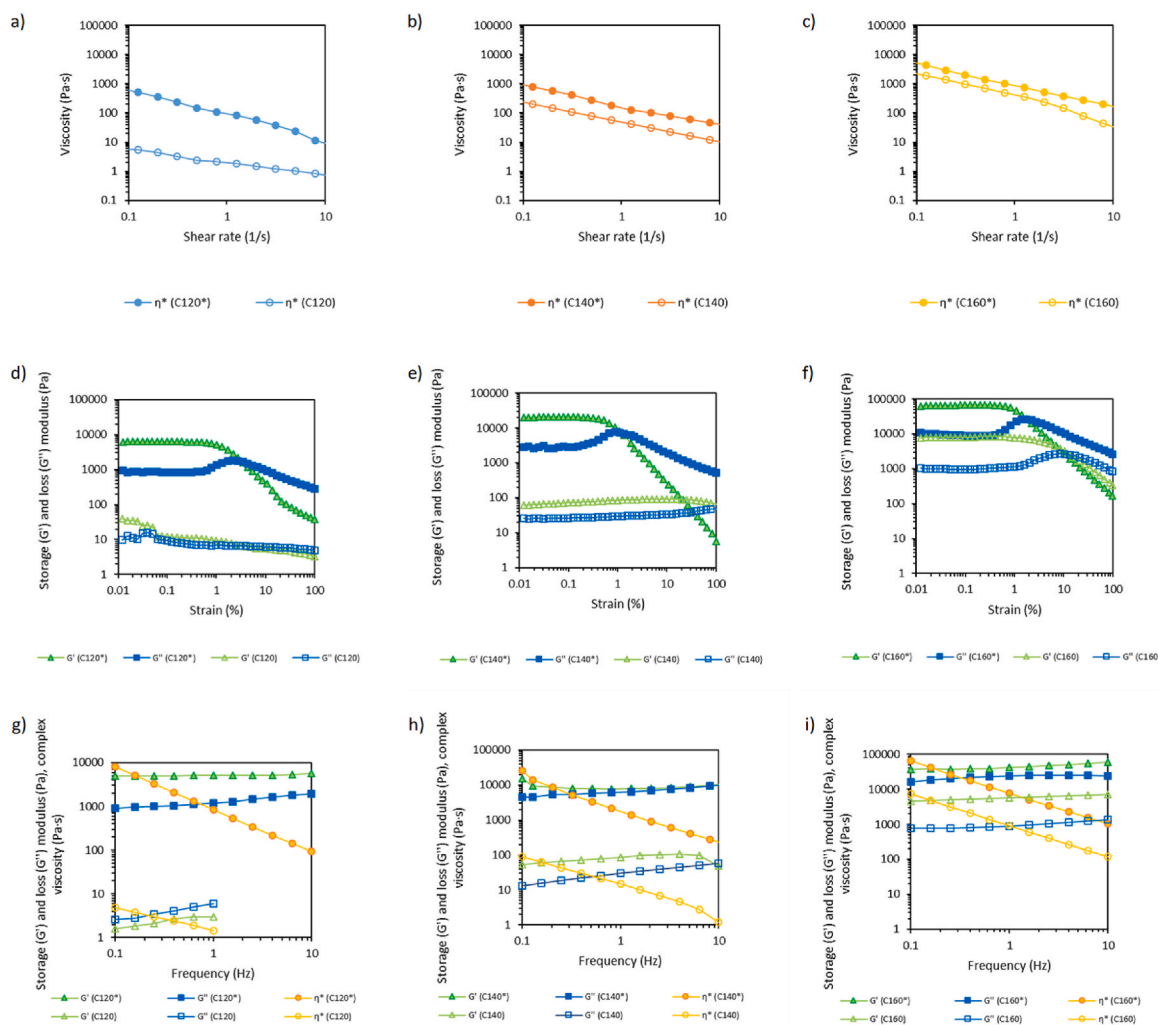 a)
b)
c)
Viscosity (Pa·s)
100000
10000
1000
100
10
1
0.1
0.1 1 10
Shear rate (1/s)
η* (C120*) η* (C120)
Viscosity (Pa·s)
100000
10000
1000
100
10
1
0.1
0.1 1 10
Shear rate (1/s)
η* (C140*) η* (C140)
Viscosity (Pa·s)
100000
10000
1000
100
10
1
0.1
0.1 1 10
Shear rate (1/s)
η* (C160*) η* (C160)
d)
Storage (G') and loss (G'') modulus (Pa)
100000
10000
1000
100
10
1
0.01 0.1 1 10 100
Strain (%)
G' (C120*) G'' (C120*) G' (C120) G'' (C120)
e)
Storage (G') and loss (G'') modulus (Pa)
100000
10000
1000
100
10
1
0.01 0.1 1 10 100
Strain (%)
G' (C140*) G'' (C140*) G' (C140) G'' (C140)
f)
Storage (G') and loss (G'') modulus (Pa)
100000
10000
1000
100
10
1
0.01 0.1 1 10 100
Strain (%)
G' (C160*) G'' (C160*) G' (C160) G'' (C160
g)
Storage (G') and loss (G'') modulus (Pa), complex
viscosity (Pa·s)
10000
1000
100
10
1
0.1 1 10
Frequency (Hz)
G' (C120*) G'' (C120*) η* (C120*)
G' (C120) G'' (C120) η* (C120)
h)
Storage (G') and loss (G'') modulus (Pa), complex
viscosity (Pa·s)
100000
10000
1000
100
10
1
0.1 1 10
Frequency (Hz)
G' (C140*) G'' (C140*) η* (C140*)
G' (C140) G'' (C140) η* (C140)
i)
Storage (G') and loss (G'') modulus (Pa), complex
viscosity (Pa·s)
100000
10000
1000
100
10
1
0.1 1 10
Frequency (Hz)
G' (C160*) G'' (C160*) η* (C160*)
G' (C160) G'' (C160) η* (C160)